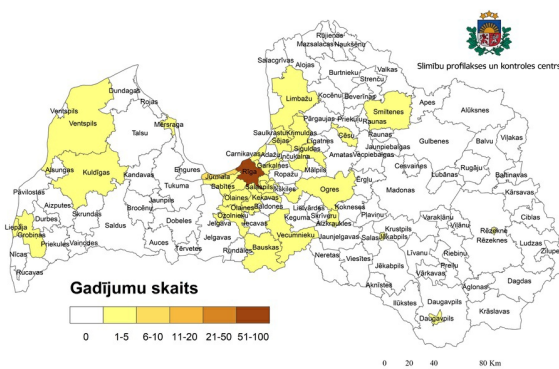 Slimību profilakses un kontroles centrs
Rūjienas
Mazsalacas Naukšēnu
Salacgrīvas
Alojas
Valkas
Burtnieku
Strenču
Dundagas
Rojas
Limbažu
Kocēnu
Beverīnas
Apes
Alūksnes
Ventspils
Ventspils
Smiltenes
Mērsraga
Talsu
Pārgaujas
Priekuļu
Raunas
Saulkrastu
Krimuldas
Cēsu
Raunas
Gulbenes
Balvu
Viļakas
Sējas
Līgatnes
Jaunpiebalgas
Carnikavas
Ādažu
Inčukalna
Siguldas
Amatas
Vecpiebalgas
Rugāju
Alsungas
Kuldīgas
Kandavas
Engures
Rīga
Garkalnes
Ropažu
Mālpils
Cesvaines
Lubānas
Baltinavas
Jūrmala
Tukuma
Babītes
Salaspils
Ikšķiles
Ogres
Ērgļu
Madonas
Kārsavas
Pāvilostas
Aizputes
Skrundas
Brocēnu
Jaunpils
Olaines
Ķekavas
Baldones
Lielvārdes
Kokneses
Ķeguma
Skrīveru
Pļaviņu
Varakļānu
Ciblas
Durbes
Saldus
Dobeles
Ozolnieku
Olaines
Viļānu
Rēzeknes
Rēzekne
Liepāja
Grobiņas
Priekules
Vaiņodes
Auces
Jelgava
Iecavas
Vecumnieku
Jaunjelgavas
Aizkraukles
Krustpils
Salas
Jēkabpils
Ludzas
Zilupes
Nīcas
Tērvetes
Jelgavas
Rundāles
Bauskas
Neretas
Viesītes
Līvānu
Riebiņu
Preiļu
Rucavas
Jēkabpils
Vārkavas
Aglonas
Dagdas
Aknīstes
Ilūkstes
Daugavpils
Daugavpils
Krāslavas
Gadījumu skaits
0 1-5 6-10 11-20 21-50 51-100
0 20 40 80 Km